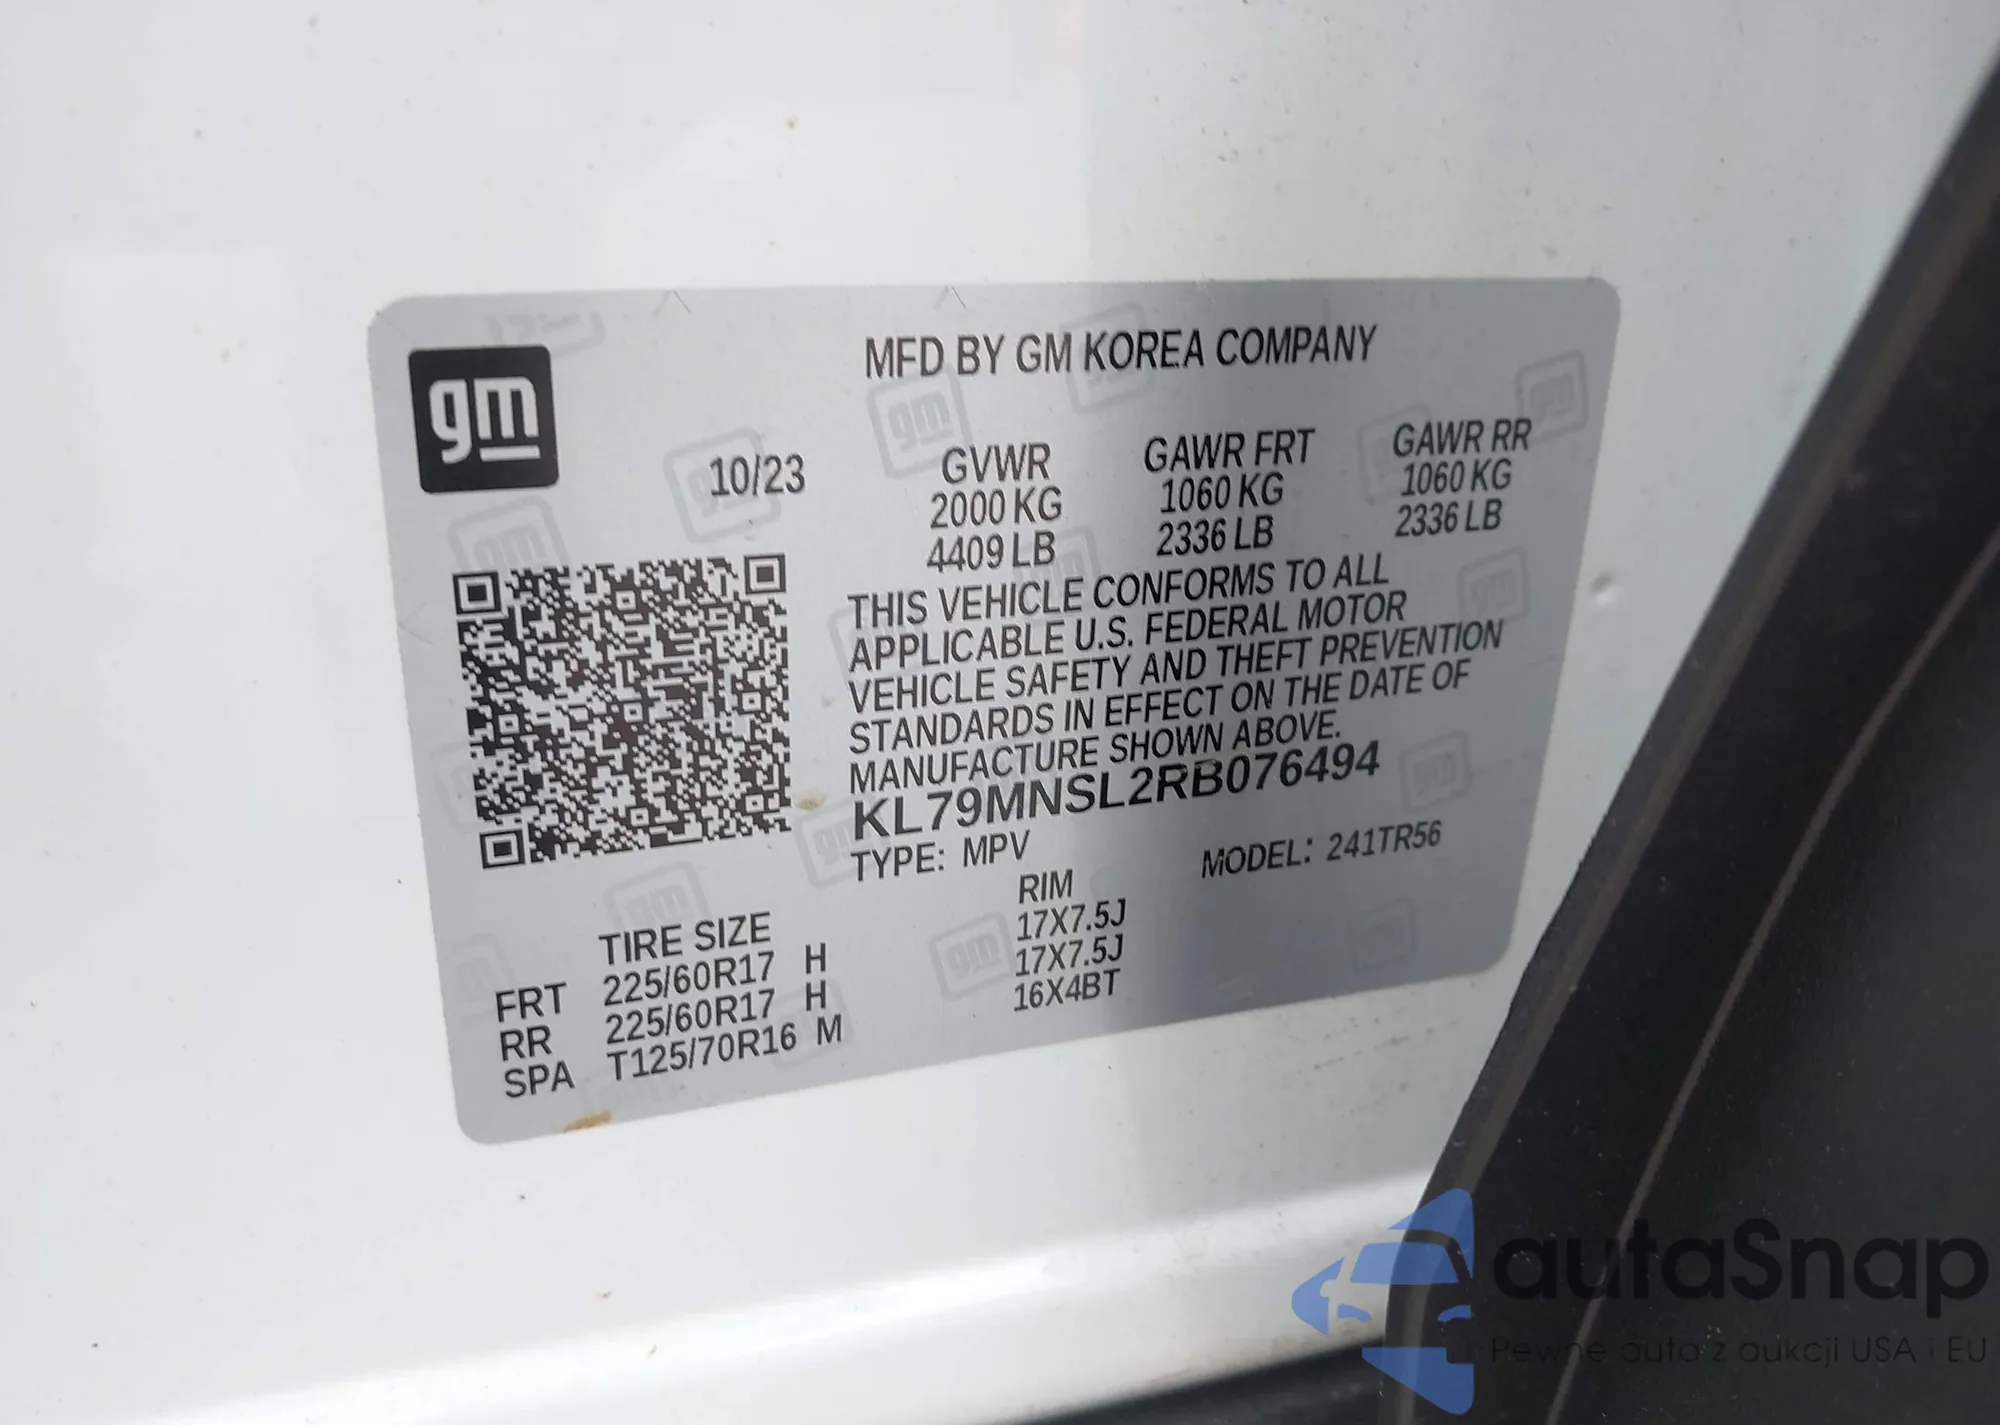 gm
MFD BY GM KOREA COMPANY
10/23
GVWR GAWR FRT GAWR RR
2000 KG 1060 KG 1060 KG
4409 LB 2336 LB 2336 LB
THIS VEHICLE CONFORMS TO ALL
APPLICABLE U.S. FEDERAL MOTOR
VEHICLE SAFETY AND THEFT PREVENTION
STANDARDS IN EFFECT ON THE DATE OF
MANUFACTURE SHOWN ABOVE.
KL79MNSL2RB076494
TYPE: MPV MODEL: 241TR56
TIRE SIZE RIM
FRT 225/60R17 H 17X7.5J
RR 225/60R17 H 17X7.5J
SPA T125/70R16 M 16X4BT
autaSnap
Pewne auto z aukcji USA i EU